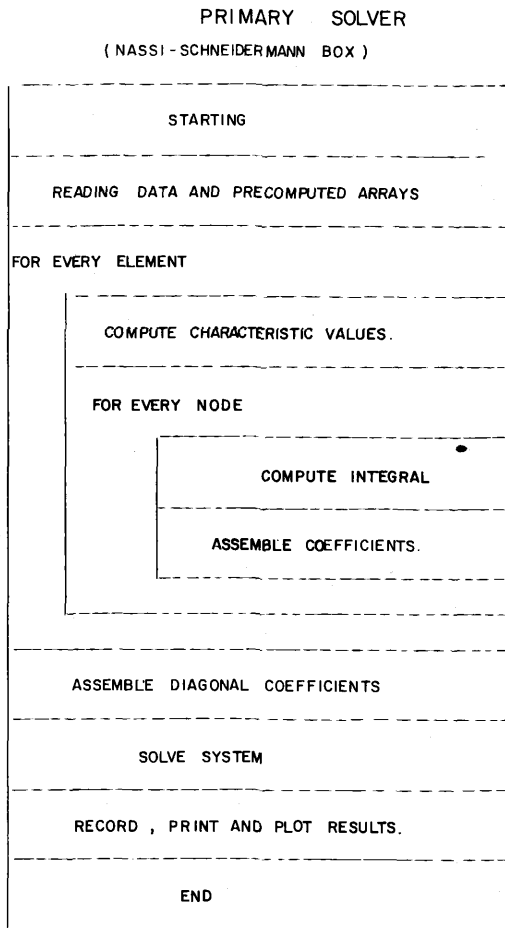 PRIMARY SOLVER
( NASSI - SCHNEIDERMANN BOX )
STARTING
READING DATA AND PRECOMPUTED ARRAYS
FOR EVERY ELEMENT
COMPUTE CHARACTERISTIC VALUES.
FOR EVERY NODE
COMPUTE INTEGRAL
ASSEMBLE COEFFICIENTS.
ASSEMBLE DIAGONAL COEFFICIENTS
SOLVE SYSTEM
RECORD , PRINT AND PLOT RESULTS.
END